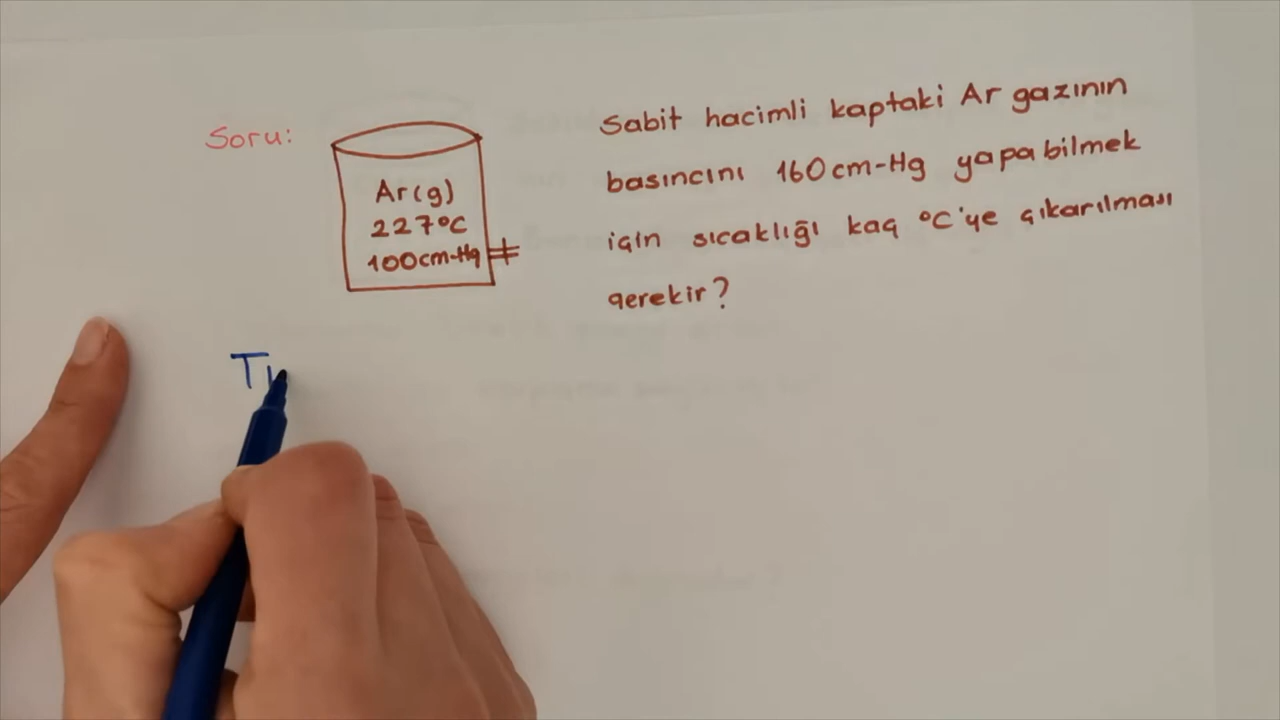 Soru:
Ar(g)
227°C
100cm-Hg
Sabit hacimli kaptaki Ar gazının
basıncını 160cm-Hg yapabilmek
için sıcaklığı kaç °C'ye çıkarılması
gerekir?
T1